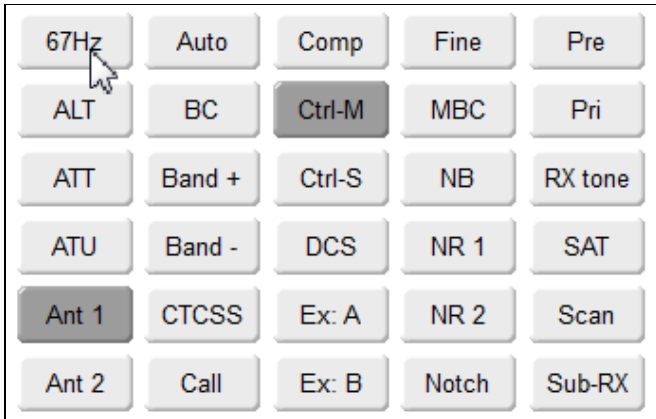 67Hz Auto Comp Fine Pre
ALT BC Ctrl-M MBC Pri
ATT Band + Ctrl-S NB RX tone
ATU Band - DCS NR 1 SAT
Ant 1 CTCSS Ex: A NR 2 Scan
Ant 2 Call Ex: B Notch Sub-RX